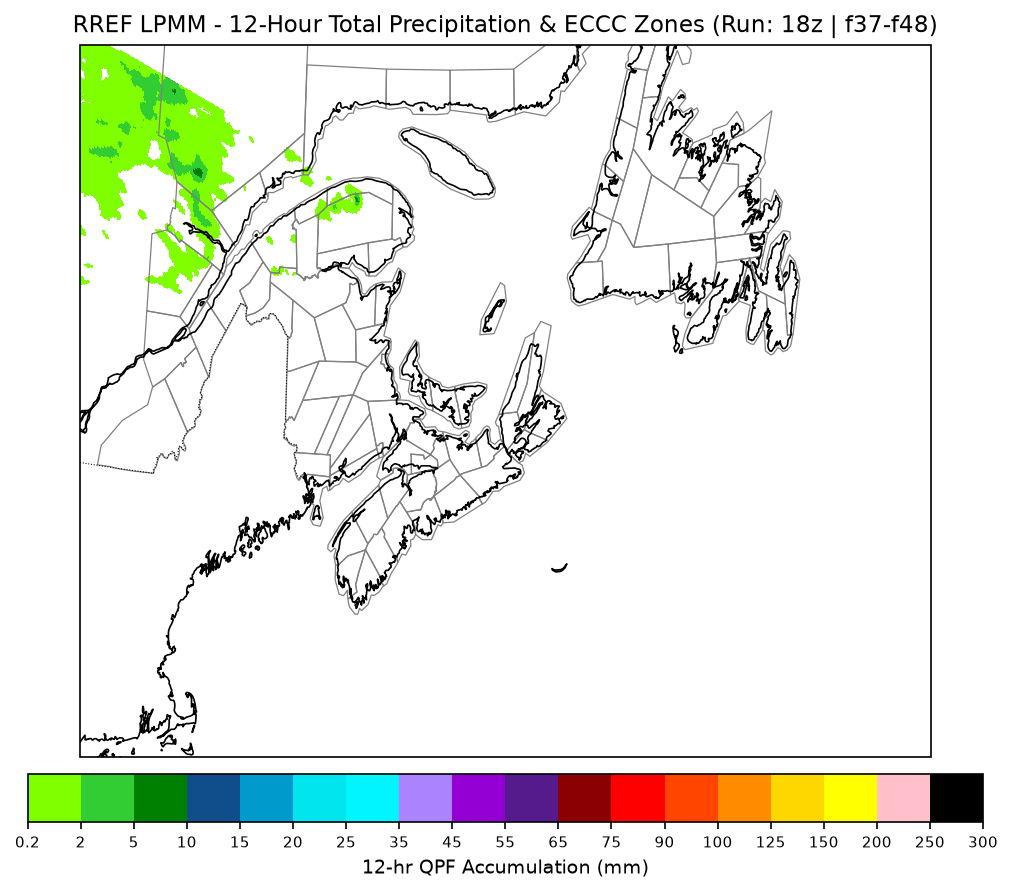 RREF LPMM - 12-Hour Total Precipitation & ECCC Zones (Run: 18z | f37-f48)
0.2 2 5 10 15 20 25 35 45 55 65 75 90 100 125 150 200 250 300
12-hr QPF Accumulation (mm)